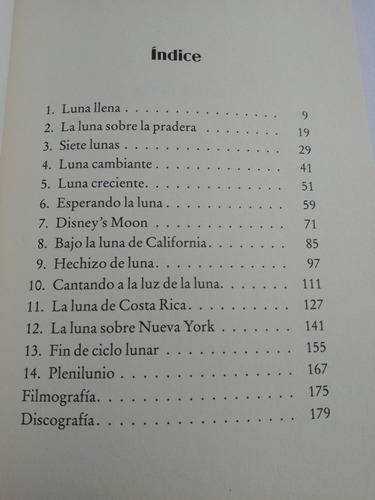 Índice
1. Luna llena . . . . . . . . . . . . . . . 9
2. La luna sobre la pradera . . . . . . . . 19
3. Siete lunas . . . . . . . . . . . . . . . 29
4. Luna cambiante . . . . . . . . . . . . . 41
5. Luna creciente. . . . . . . . . . . . . . 51
6. Esperando la luna . . . . . . . . . . . . 59
7. Disney's Moon . . . . . . . . . . . . . . 71
8. Bajo la luna de California. . . . . . . . 85
9. Hechizo de luna. . . . . . . . . . . . . 97
10. Cantando a la luz de la luna. . . . . . . 111
11. La luna de Costa Rica. . . . . . . . . . 127
12. La luna sobre Nueva York . . . . . . . . 141
13. Fin de ciclo lunar . . . . . . . . . . . 155
14. Plenilunio . . . . . . . . . . . . . . . 167
Filmografía . . . . . . . . . . . . . . . . 175
Discografía. . . . . . . . . . . . . . . . . 179